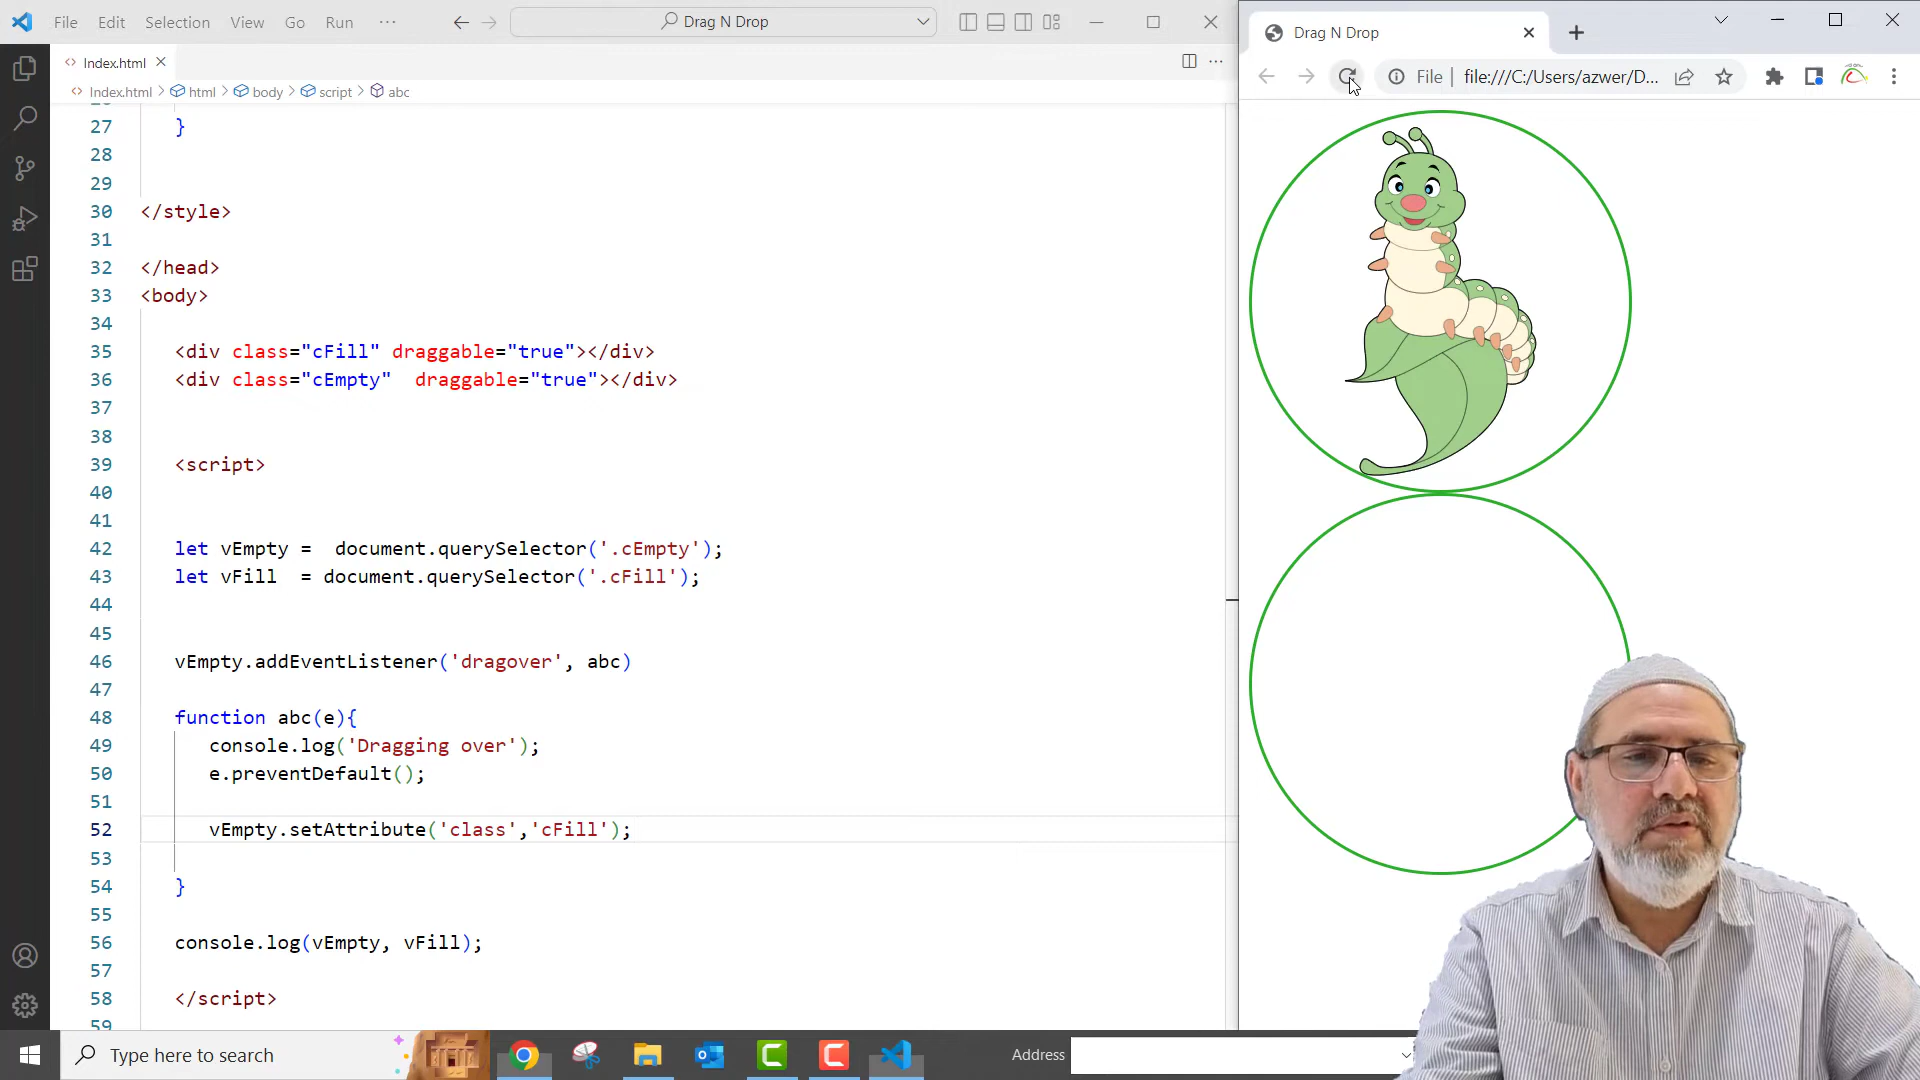 File Edit Selection View Go Run ··· Drag N Drop
Index.html
Index.html > html > body > script > abc
27 }
28
29
30 </style>
31
32 </head>
33 <body>
34
35 <div class="cFill" draggable="true"></div>
36 <div class="cEmpty"  draggable="true"></div>
37
38
39 <script>
40
41
42 let vEmpty =  document.querySelector('.cEmpty');
43 let vFill  = document.querySelector('.cFill');
44
45
46 vEmpty.addEventListener('dragover', abc)
47
48 function abc(e){
49 console.log('Dragging over');
50 e.preventDefault();
51
52 vEmpty.setAttribute('class','cFill');
53
54 }
55
56 console.log(vEmpty, vFill);
57
58 </script>
59
Drag N Drop
File | file:///C:/Users/azwer/D...
Type here to search
Address